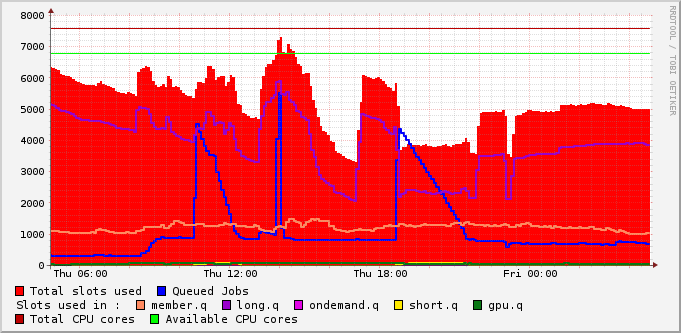 8000
7000
6000
5000
4000
3000
2000
1000
0
Thu 06:00 Thu 12:00 Thu 18:00 Fri 00:00
RRDTOOL / TOBI OETIKER
Total slots used Queued Jobs
Slots used in : member.q long.q ondemand.q short.q gpu.q
Total CPU cores Available CPU cores